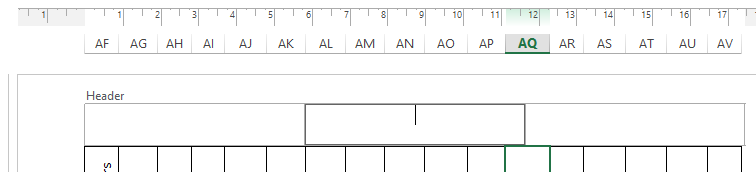 1 1 2 3 4 5 6 7 8 9 10 11 12 13 14 15 16 17
AF AG AH AI AJ AK AL AM AN AO AP AQ AR AS AT AU AV
Header